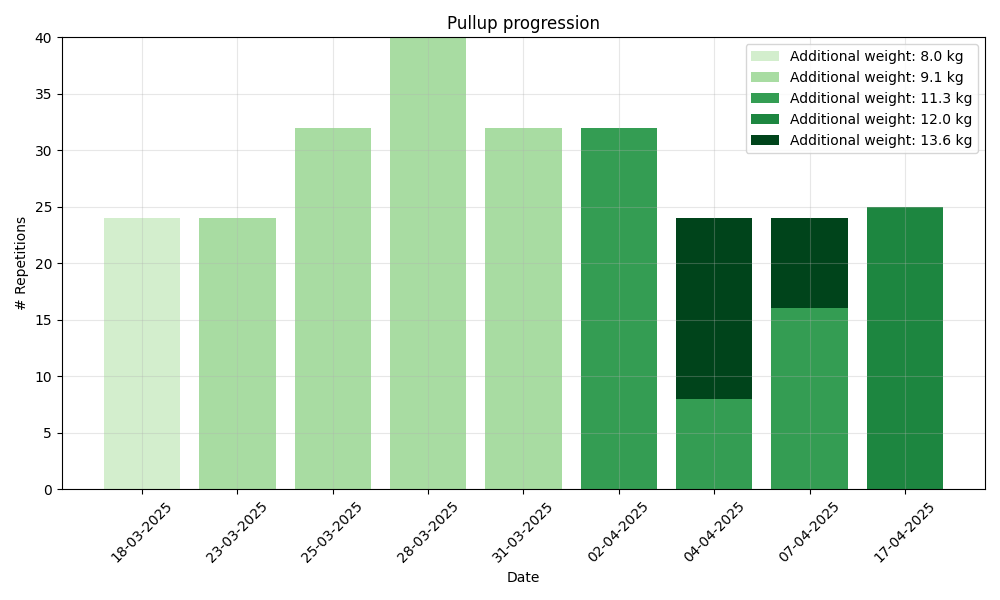 Pullup progression
Additional weight: 8.0 kg
Additional weight: 9.1 kg
Additional weight: 11.3 kg
Additional weight: 12.0 kg
Additional weight: 13.6 kg
# Repetitions
40
35
30
25
20
15
10
5
0
18-03-2025
23-03-2025
25-03-2025
28-03-2025
31-03-2025
02-04-2025
04-04-2025
07-04-2025
17-04-2025
Date